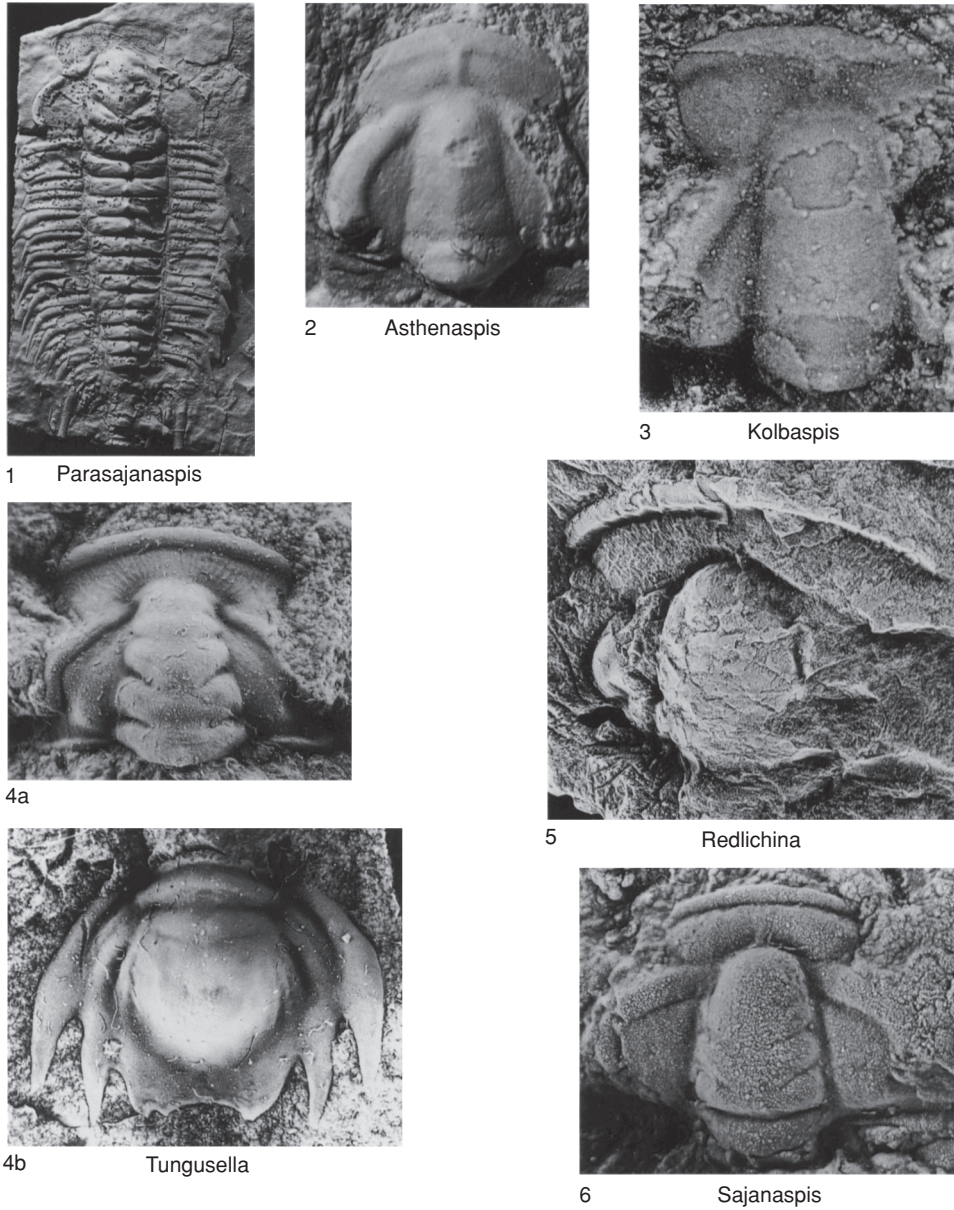 1 Parasajanaspis
2 Asthenaspis
3 Kolbaspis
4a
4b Tungusella
5 Redlichina
6 Sajanaspis